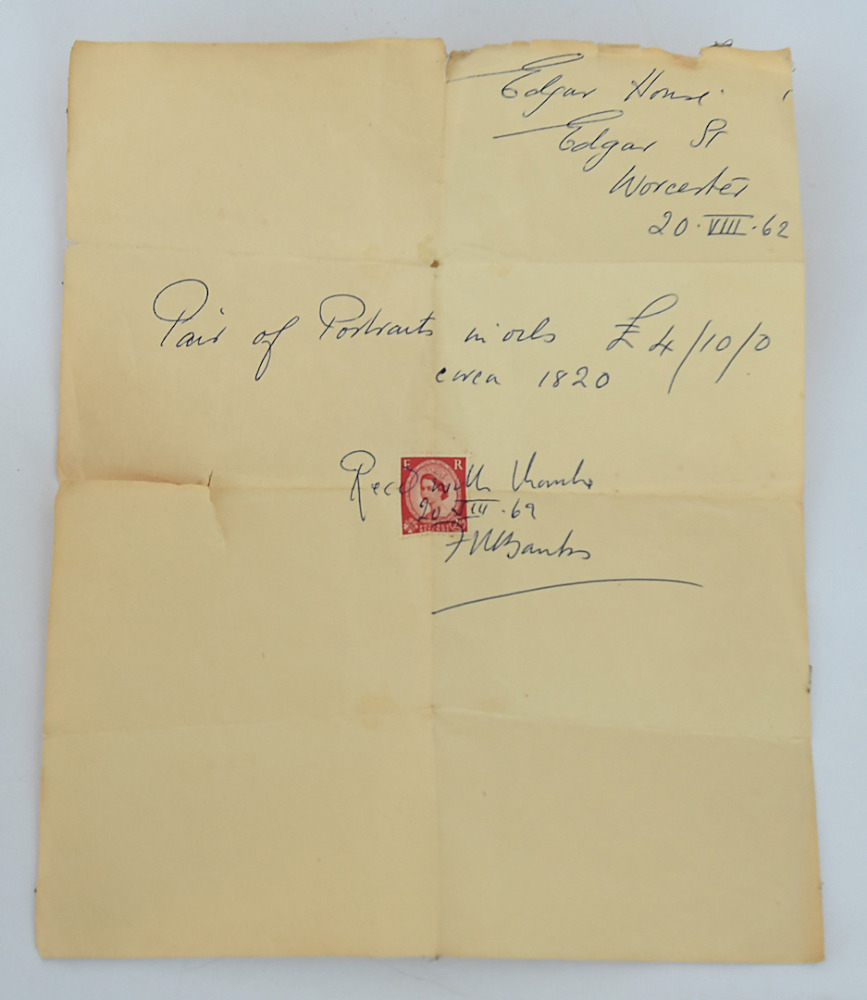 Edgar House
Edgar St
Worcester
20·VIII·62
Pair of Portraits in oils £4/10/0
circa 1820
E R
Recd with thanks
20 VIII·62
Banks